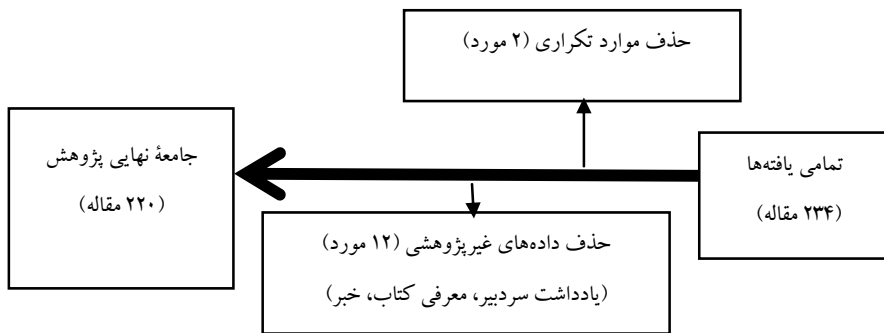 حذف موارد تکراری (۲ مورد)
تمامی یافته‌ها
(۲۳۴ مقاله)
جامعهٔ نهایی پژوهش
(۲۲۰ مقاله)
حذف داده‌های غیرپژوهشی (۱۲ مورد)
(یادداشت سردبیر، معرفی کتاب، خبر)